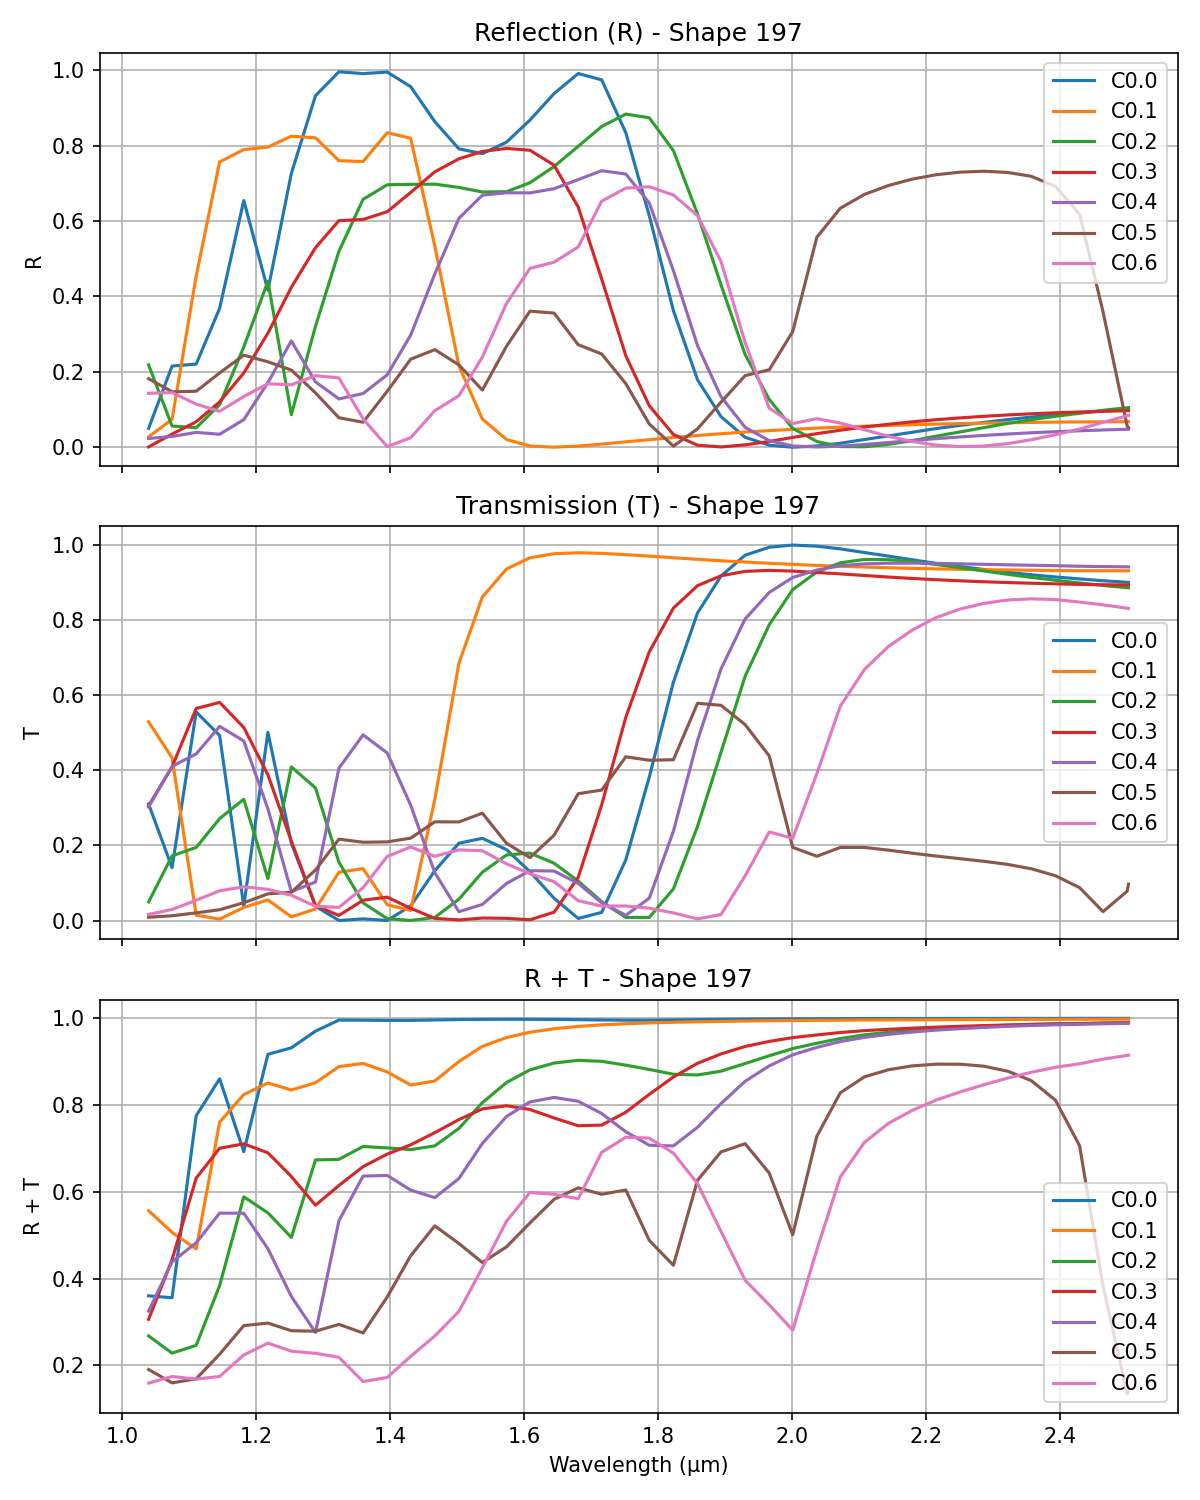 Reflection (R) - Shape 197
1.0
0.8
0.6
0.4
0.2
0.0
R
C0.0
C0.1
C0.2
C0.3
C0.4
C0.5
C0.6
Transmission (T) - Shape 197
1.0
0.8
0.6
0.4
0.2
0.0
T
C0.0
C0.1
C0.2
C0.3
C0.4
C0.5
C0.6
R + T - Shape 197
1.0
0.8
0.6
0.4
0.2
R + T
C0.0
C0.1
C0.2
C0.3
C0.4
C0.5
C0.6
1.0 1.2 1.4 1.6 1.8 2.0 2.2 2.4
Wavelength (μm)